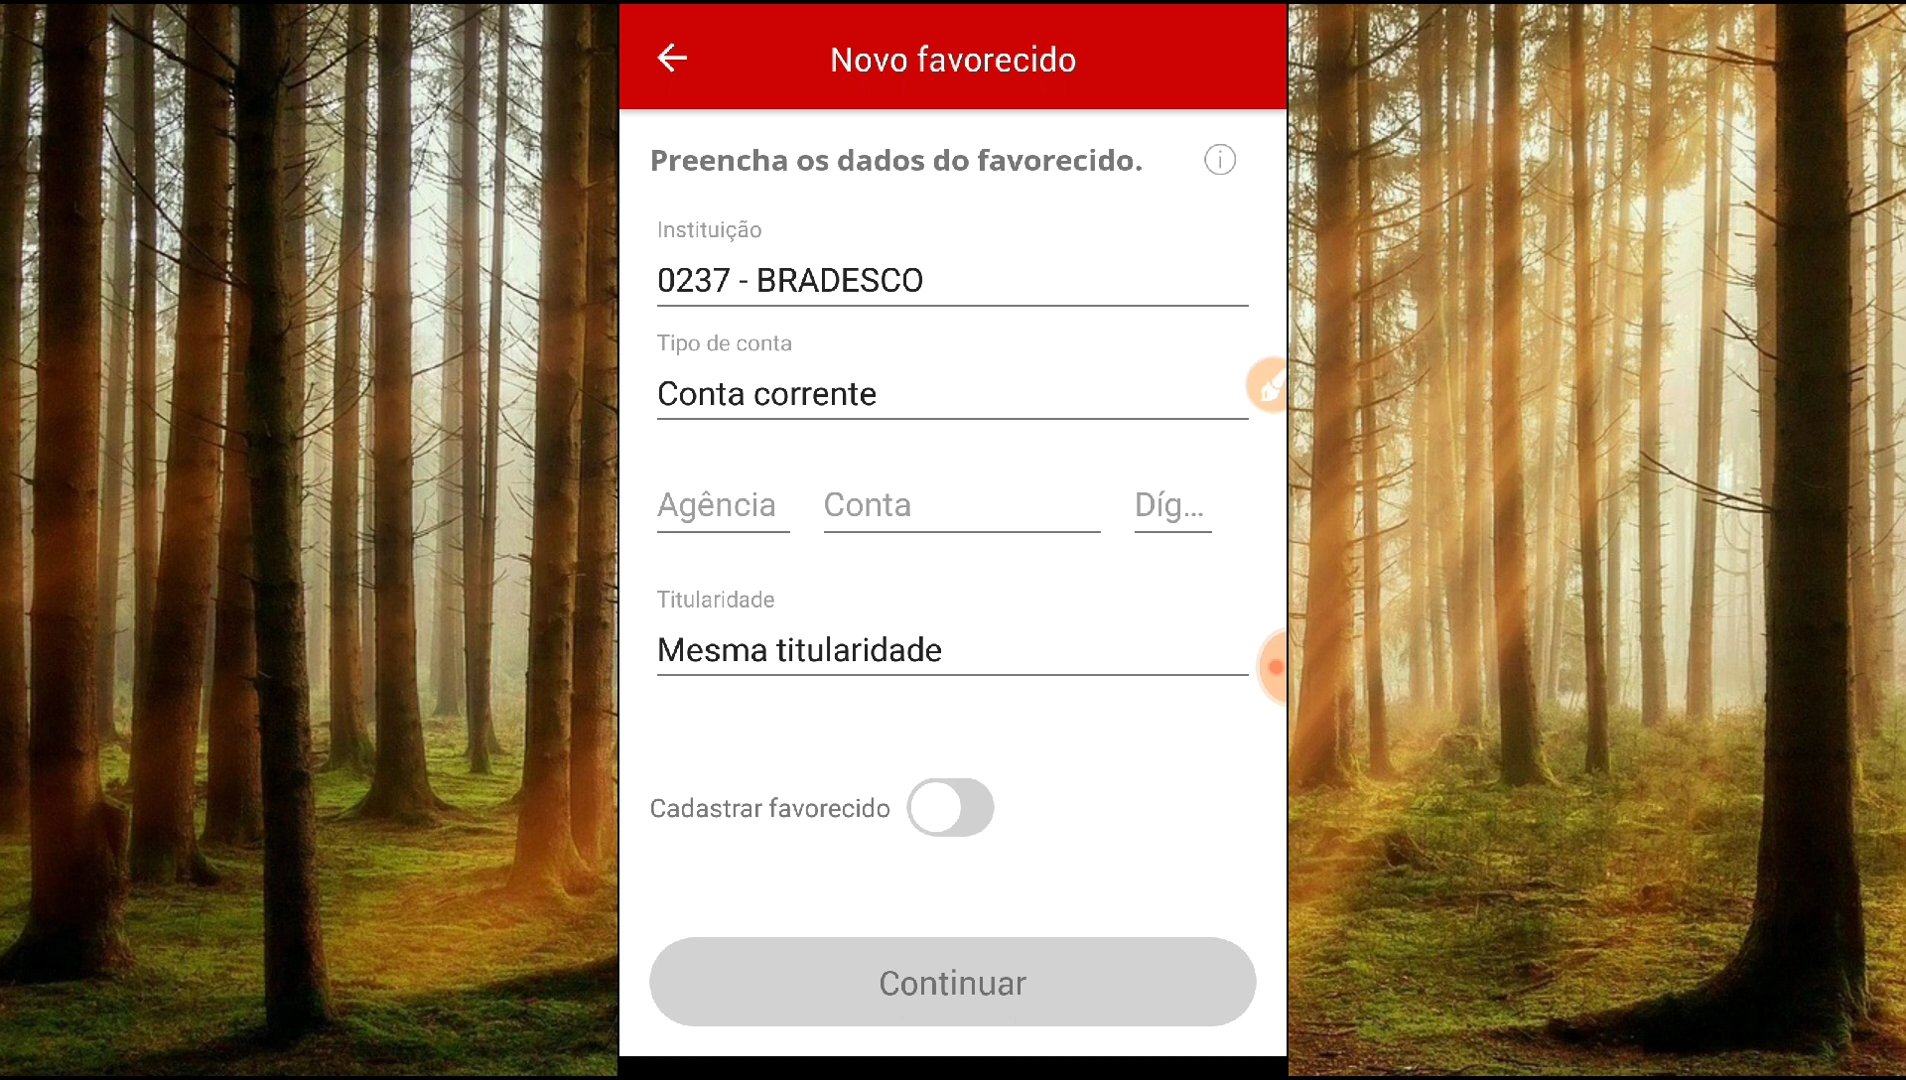 Novo favorecido
Preencha os dados do favorecido.
Instituição
0237 - BRADESCO
Tipo de conta
Conta corrente
Agência Conta Díg...
Titularidade
Mesma titularidade
Cadastrar favorecido
Continuar